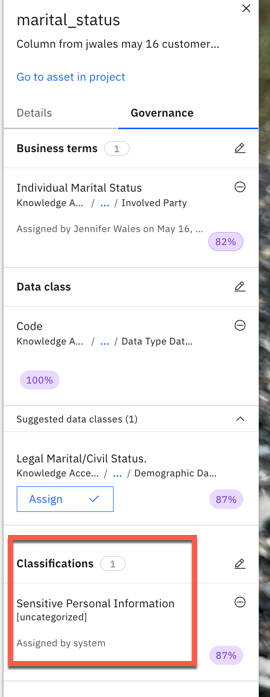 marital_status
Column from jwales may 16 customer...
Go to asset in project
Details Governance
Business terms 1
Individual Marital Status
Knowledge A... / ... / Involved Party
Assigned by Jennifer Wales on May 16, ...
82%
Data class
Code
Knowledge A... / ... / Data Type Dat...
100%
Suggested data classes (1)
Legal Marital/Civil Status.
Knowledge Acce... / ... / Demographic Da...
Assign 87%
Classifications 1
Sensitive Personal Information
[uncategorized]
Assigned by system
87%